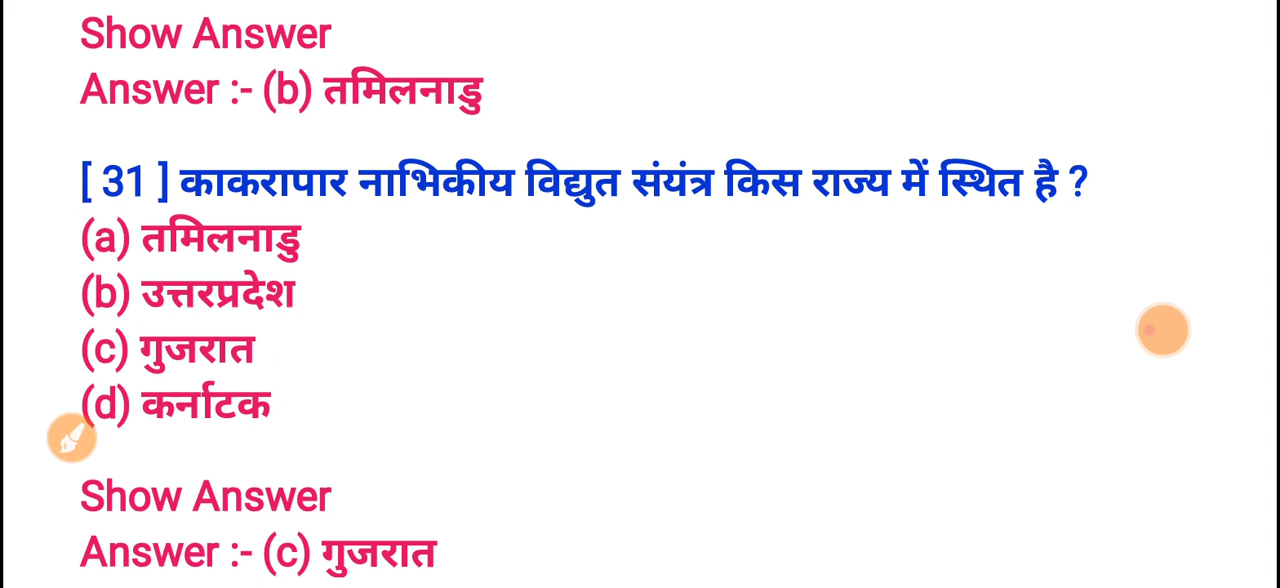 Show Answer
Answer :- (b) तमिलनाडु
[ 31 ] काकरापार नाभिकीय विद्युत संयंत्र किस राज्य में स्थित है ?
(a) तमिलनाडु
(b) उत्तरप्रदेश
(c) गुजरात
(d) कर्नाटक
Show Answer
Answer :- (c) गुजरात